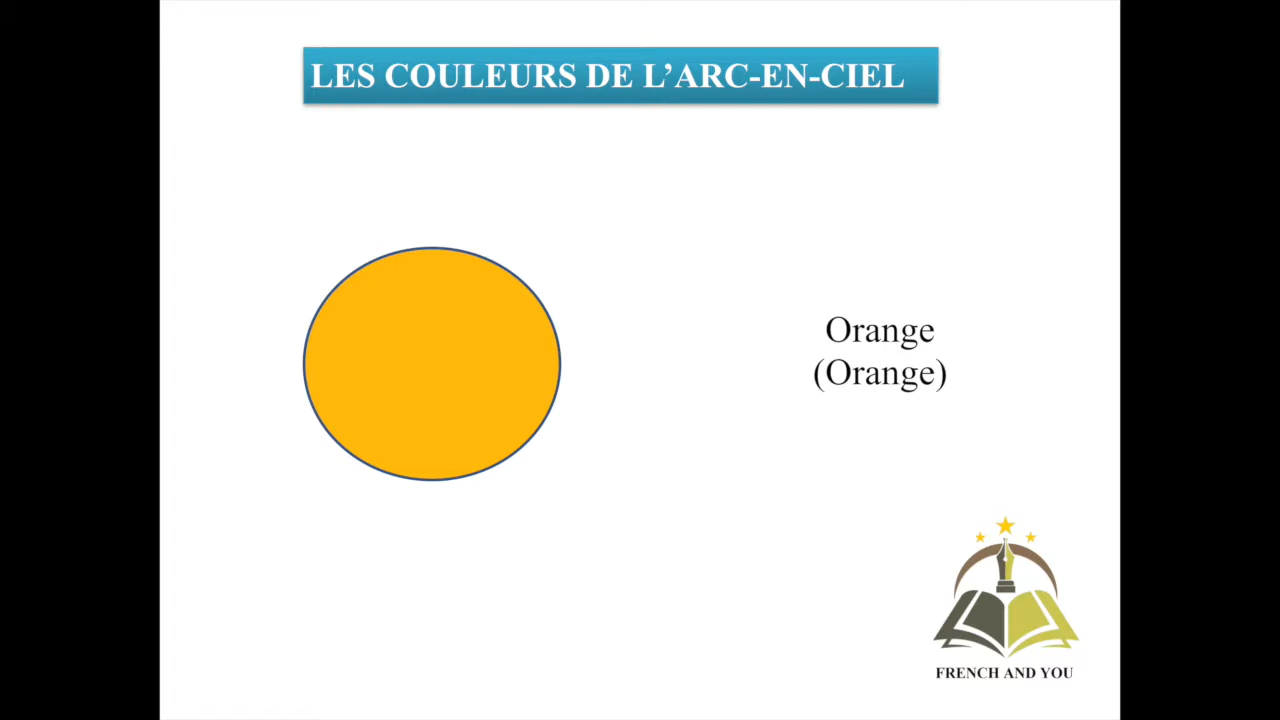 LES COULEURS DE L’ARC-EN-CIEL
Orange
(Orange)
FRENCH AND YOU